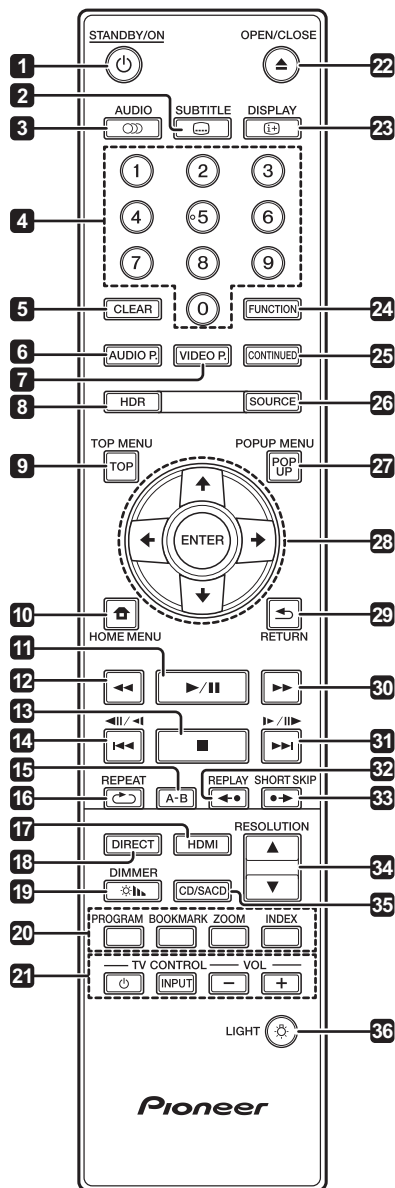 STANDBY/ON OPEN/CLOSE
1 22
2
AUDIO SUBTITLE DISPLAY
3 23
1 2 3
4
4 5 6
7 8 9
5 CLEAR 0 FUNCTION 24
6 AUDIO P. VIDEO P. CONTINUED 25
7
8 HDR SOURCE 26
TOP MENU POPUP MENU
9 TOP POP UP 27
ENTER 28
10 29
HOME MENU RETURN
11
12 30
13
14 31
15 32
REPEAT REPLAY SHORT SKIP
16 A-B 33
17 RESOLUTION
18 DIRECT HDMI 34
DIMMER
19 CD/SACD 35
PROGRAM BOOKMARK ZOOM INDEX
20
TV CONTROL VOL
21 INPUT − +
LIGHT 36
Pioneer